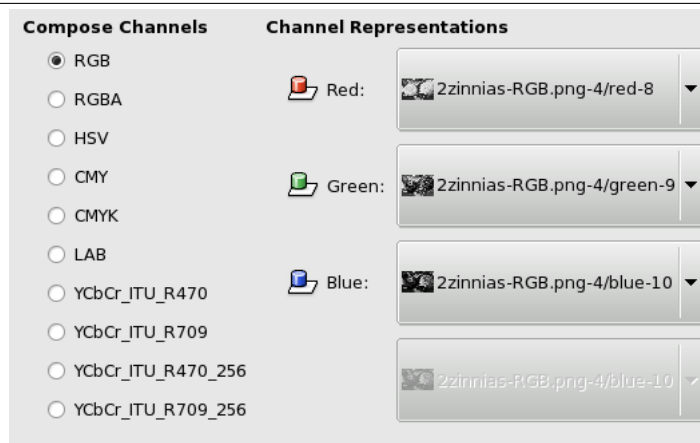 Compose Channels
RGB
RGBA
HSV
CMY
CMYK
LAB
YCbCr_ITU_R470
YCbCr_ITU_R709
YCbCr_ITU_R470_256
YCbCr_ITU_R709_256
Channel Representations
Red: 2zinnias-RGB.png-4/red-8
Green: 2zinnias-RGB.png-4/green-9
Blue: 2zinnias-RGB.png-4/blue-10
2zinnias-RGB.png-4/blue-10